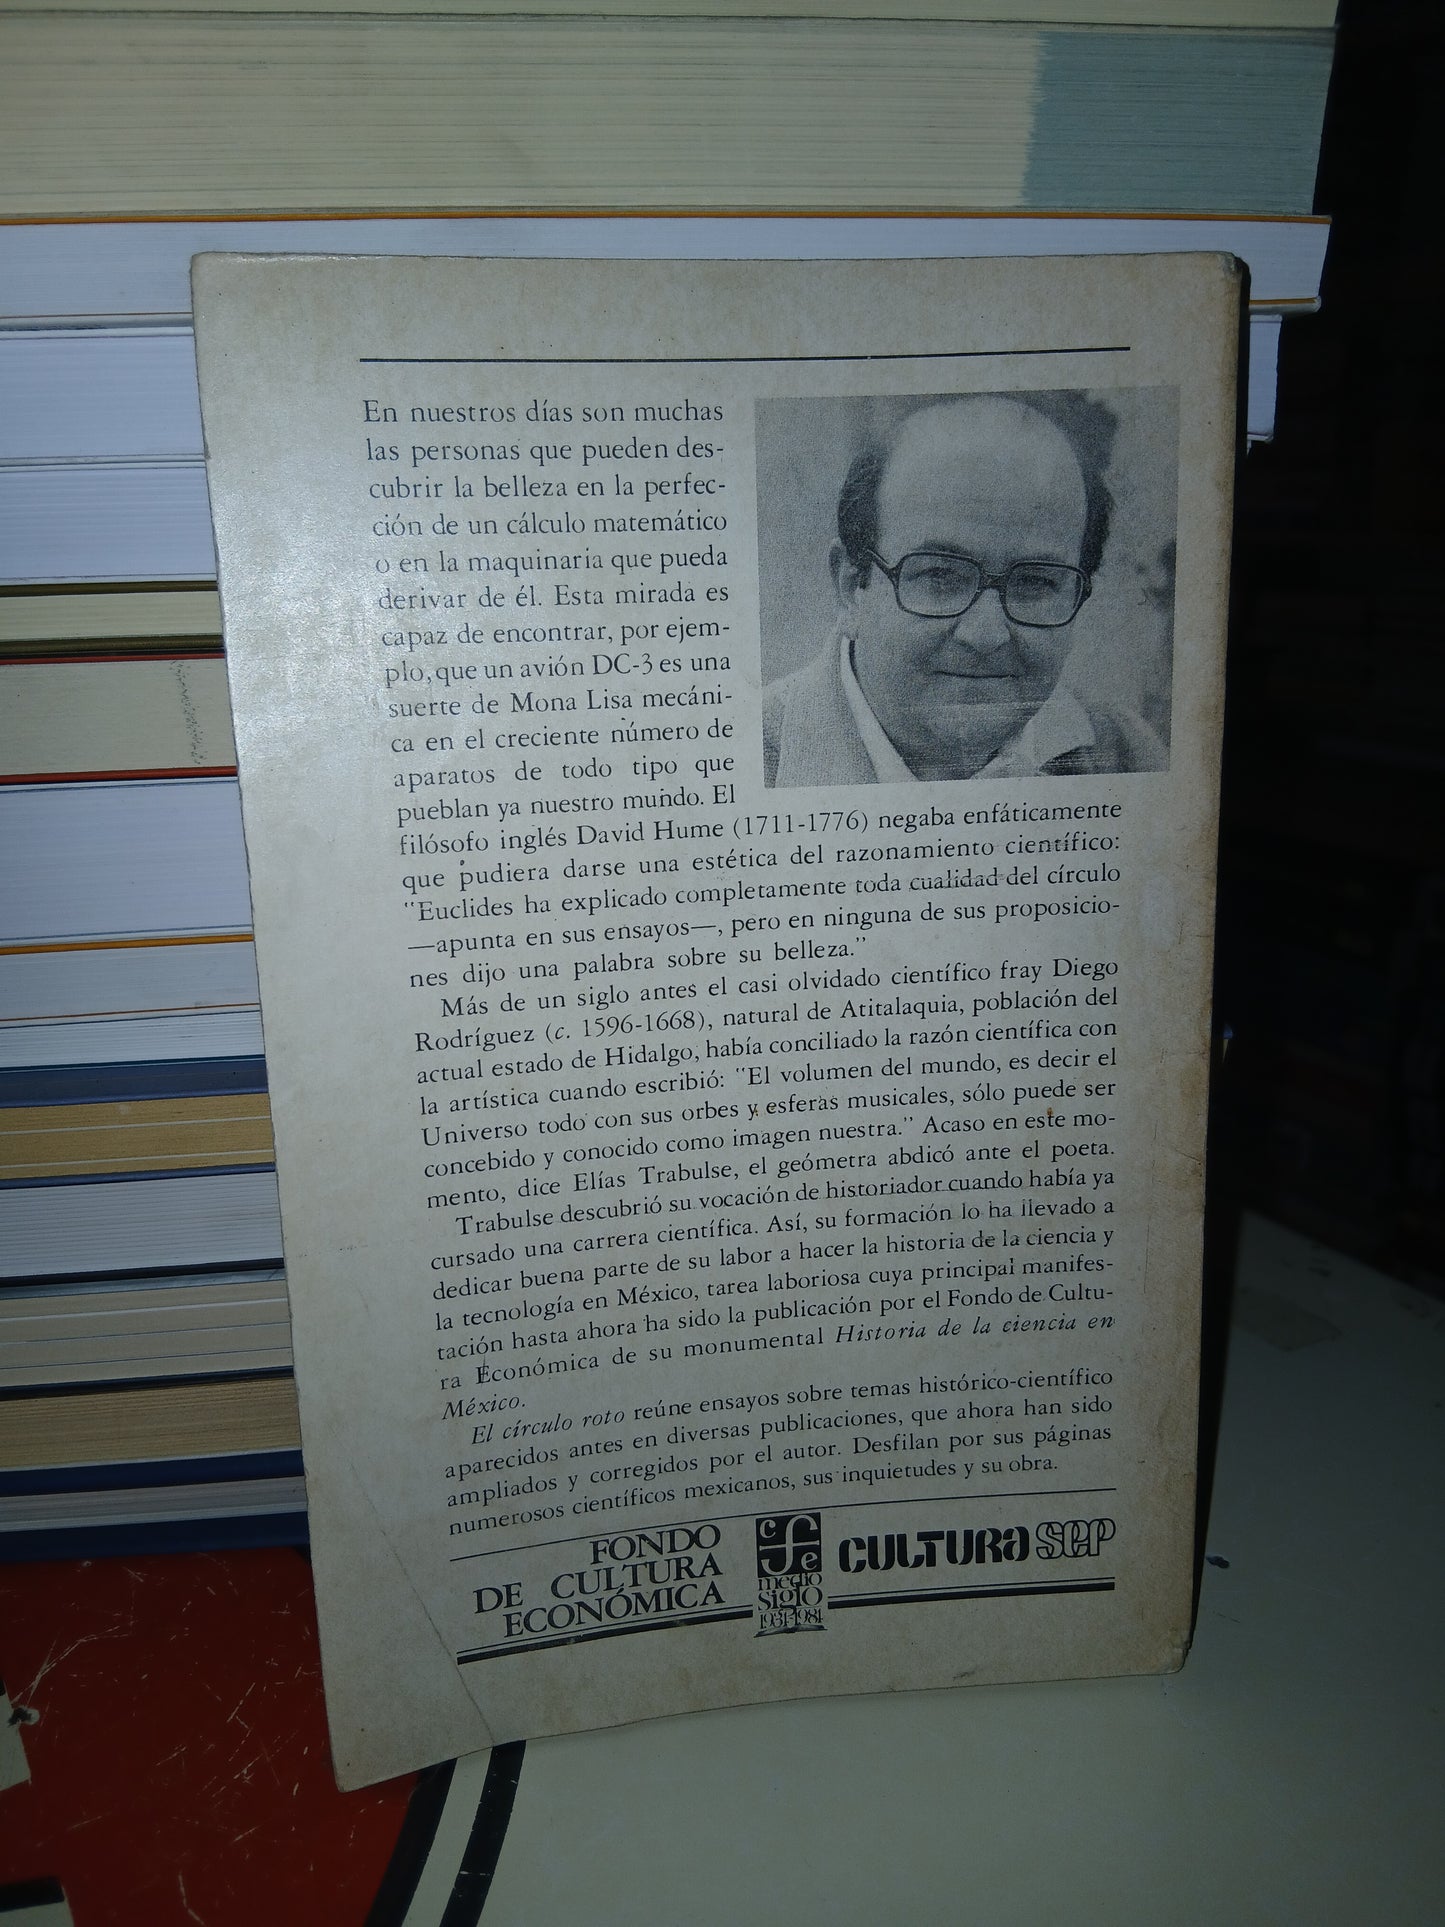 En nuestros días son muchas
las personas que pueden des-
cubrir la belleza en la perfec-
ción de un cálculo matemático
o en la maquinaria que pueda
derivar de él. Esta mirada es
capaz de encontrar, por ejem-
plo, que un avión DC-3 es una
suerte de Mona Lisa mecáni-
ca en el creciente número de
aparatos de todo tipo que
pueblan ya nuestro mundo. El
filósofo inglés David Hume (1711-1776) negaba enfáticamente
que pudiera darse una estética del razonamiento científico:
"Euclides ha explicado completamente toda cualidad del círculo
—apunta en sus ensayos—, pero en ninguna de sus proposicio-
nes dijo una palabra sobre su belleza."
Más de un siglo antes el casi olvidado científico fray Diego
Rodríguez (c. 1596-1668), natural de Atitalaquia, población del
actual estado de Hidalgo, había conciliado la razón científica con
la artística cuando escribió: "El volumen del mundo, es decir el
Universo todo con sus orbes y esferas musicales, sólo puede ser
concebido y conocido como imagen nuestra." Acaso en este mo-
mento, dice Elías Trabulse, el geómetra abdicó ante el poeta.
Trabulse descubrió su vocación de historiador cuando había ya
cursado una carrera científica. Así, su formación lo ha llevado a
dedicar buena parte de su labor a hacer la historia de la ciencia y
la tecnología en México, tarea laboriosa cuya principal manifes-
tación hasta ahora ha sido la publicación por el Fondo de Cultu-
ra Económica de su monumental Historia de la ciencia en
México.
El círculo roto reúne ensayos sobre temas histórico-científico
aparecidos antes en diversas publicaciones, que ahora han sido
ampliados y corregidos por el autor. Desfilan por sus páginas
numerosos científicos mexicanos, sus inquietudes y su obra.
FONDO
DE CULTURA
ECONÓMICA
cfe
medio
siglo
1934-1984
CULTURA SEP